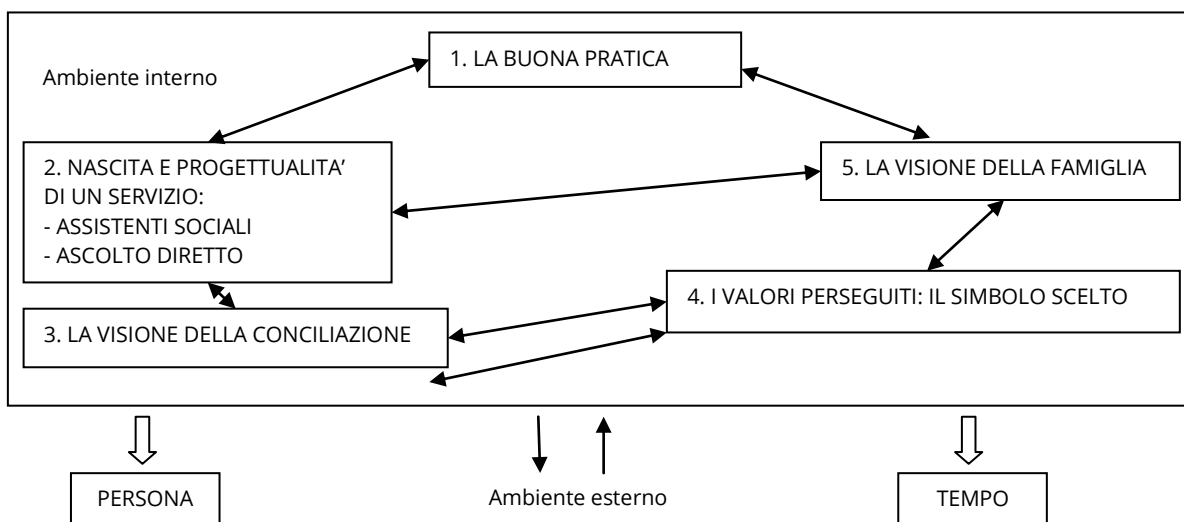 1. LA BUONA PRATICA
Ambiente interno
2. NASCITA E PROGETTUALITA’
DI UN SERVIZIO:
- ASSISTENTI SOCIALI
- ASCOLTO DIRETTO
5. LA VISIONE DELLA FAMIGLIA
4. I VALORI PERSEGUITI: IL SIMBOLO SCELTO
3. LA VISIONE DELLA CONCILIAZIONE
PERSONA
Ambiente esterno
TEMPO